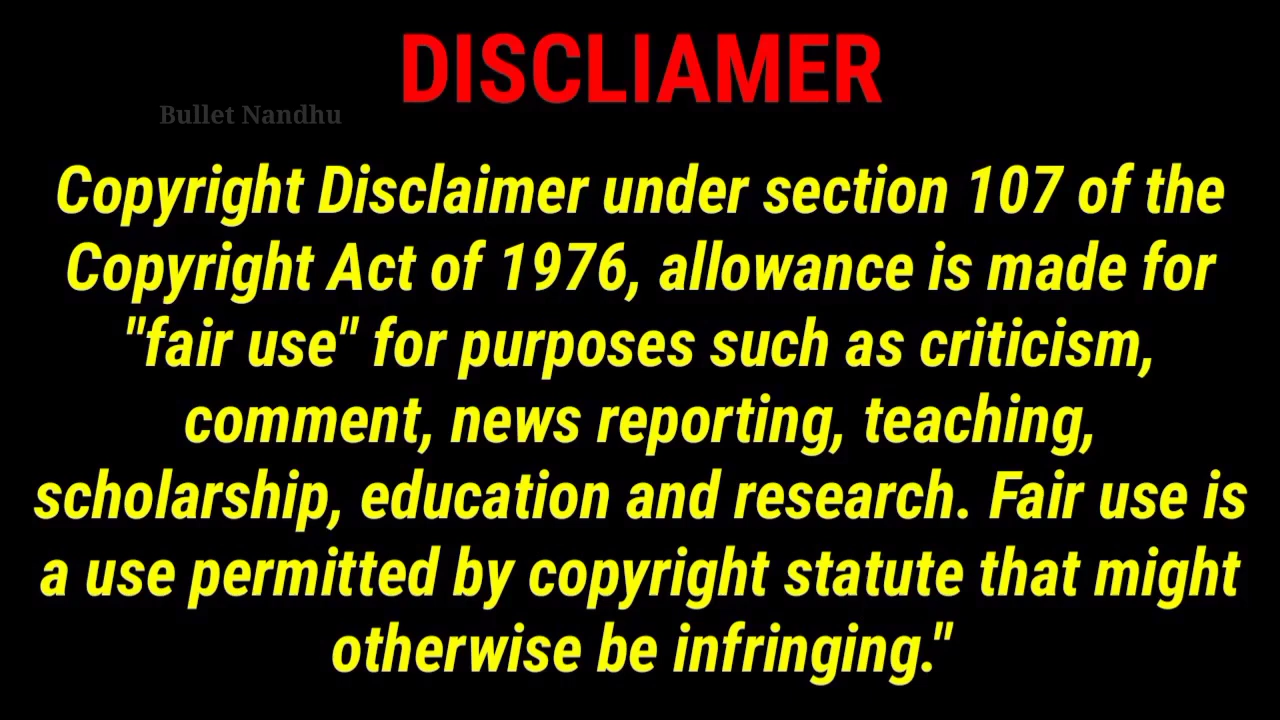 DISCLIAMER
Bullet Nandhu
Copyright Disclaimer under section 107 of the
Copyright Act of 1976, allowance is made for
"fair use" for purposes such as criticism,
comment, news reporting, teaching,
scholarship, education and research. Fair use is
a use permitted by copyright statute that might
otherwise be infringing."